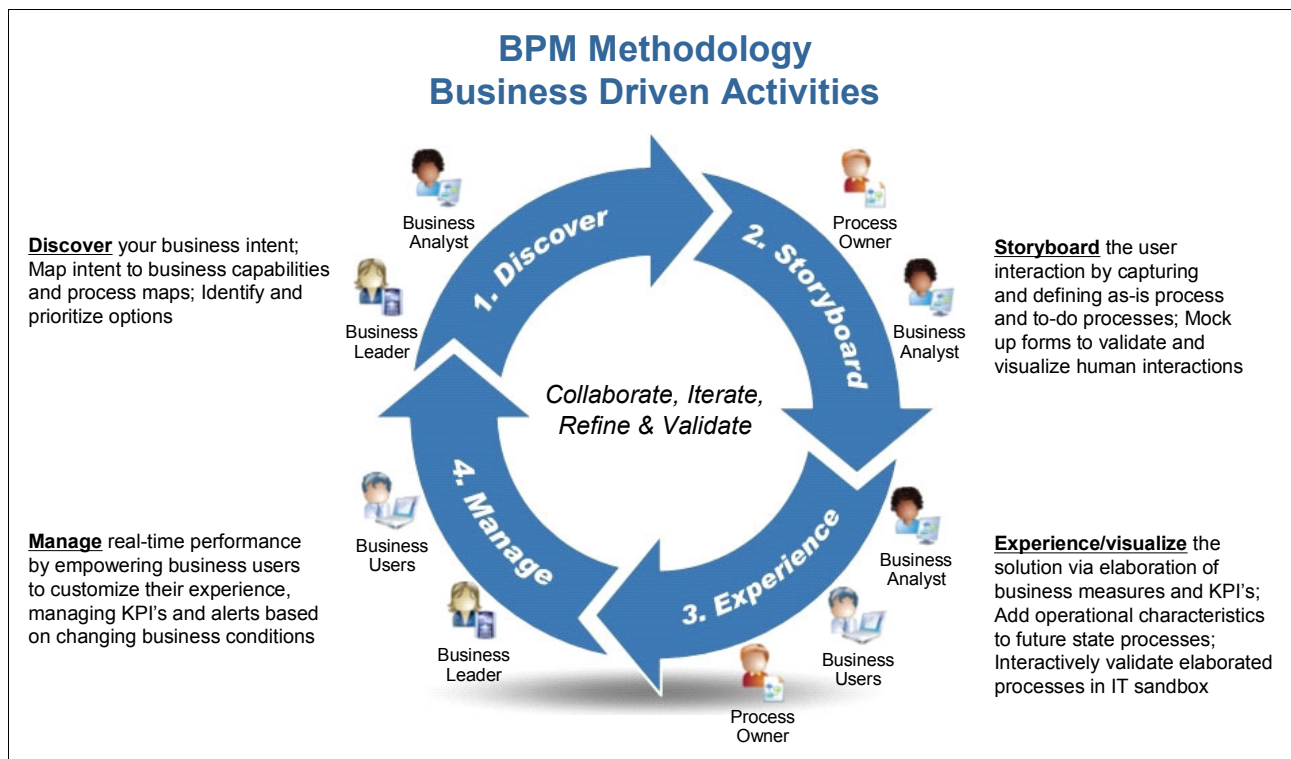 BPM Methodology
Business Driven Activities
Business
Analyst
Process
Owner
1. Discover
2. Storyboard
Discover your business intent;
Map intent to business capabilities
and process maps; Identify and
prioritize options
Business
Leader
Business
Analyst
Storyboard the user
interaction by capturing
and defining as-is process
and to-do processes; Mock
up forms to validate and
visualize human interactions
Collaborate, Iterate,
Refine & Validate
4. Manage
3. Experience
Manage real-time performance
by empowering business users
to customize their experience,
managing KPI's and alerts based
on changing business conditions
Business
Users
Business
Leader
Business
Analyst
Business
Users
Process
Owner
Experience/visualize the
solution via elaboration of
business measures and KPI's;
Add operational characteristics
to future state processes;
Interactively validate elaborated
processes in IT sandbox